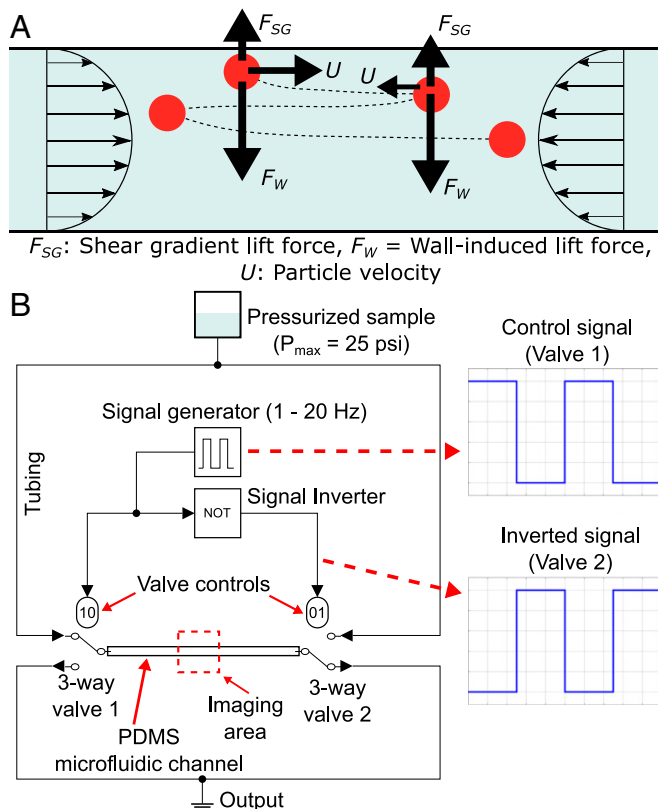 A
F_SG
F_SG
U
U
F_W
F_W
F_SG: Shear gradient lift force, F_W = Wall-induced lift force,
U: Particle velocity
B
Pressurized sample
(P_max = 25 psi)
Control signal
(Valve 1)
Signal generator (1 - 20 Hz)
Tubing
Signal Inverter
NOT
Inverted signal
(Valve 2)
Valve controls
10
01
3-way
valve 1
Imaging
area
3-way
valve 2
PDMS
microfluidic channel
Output